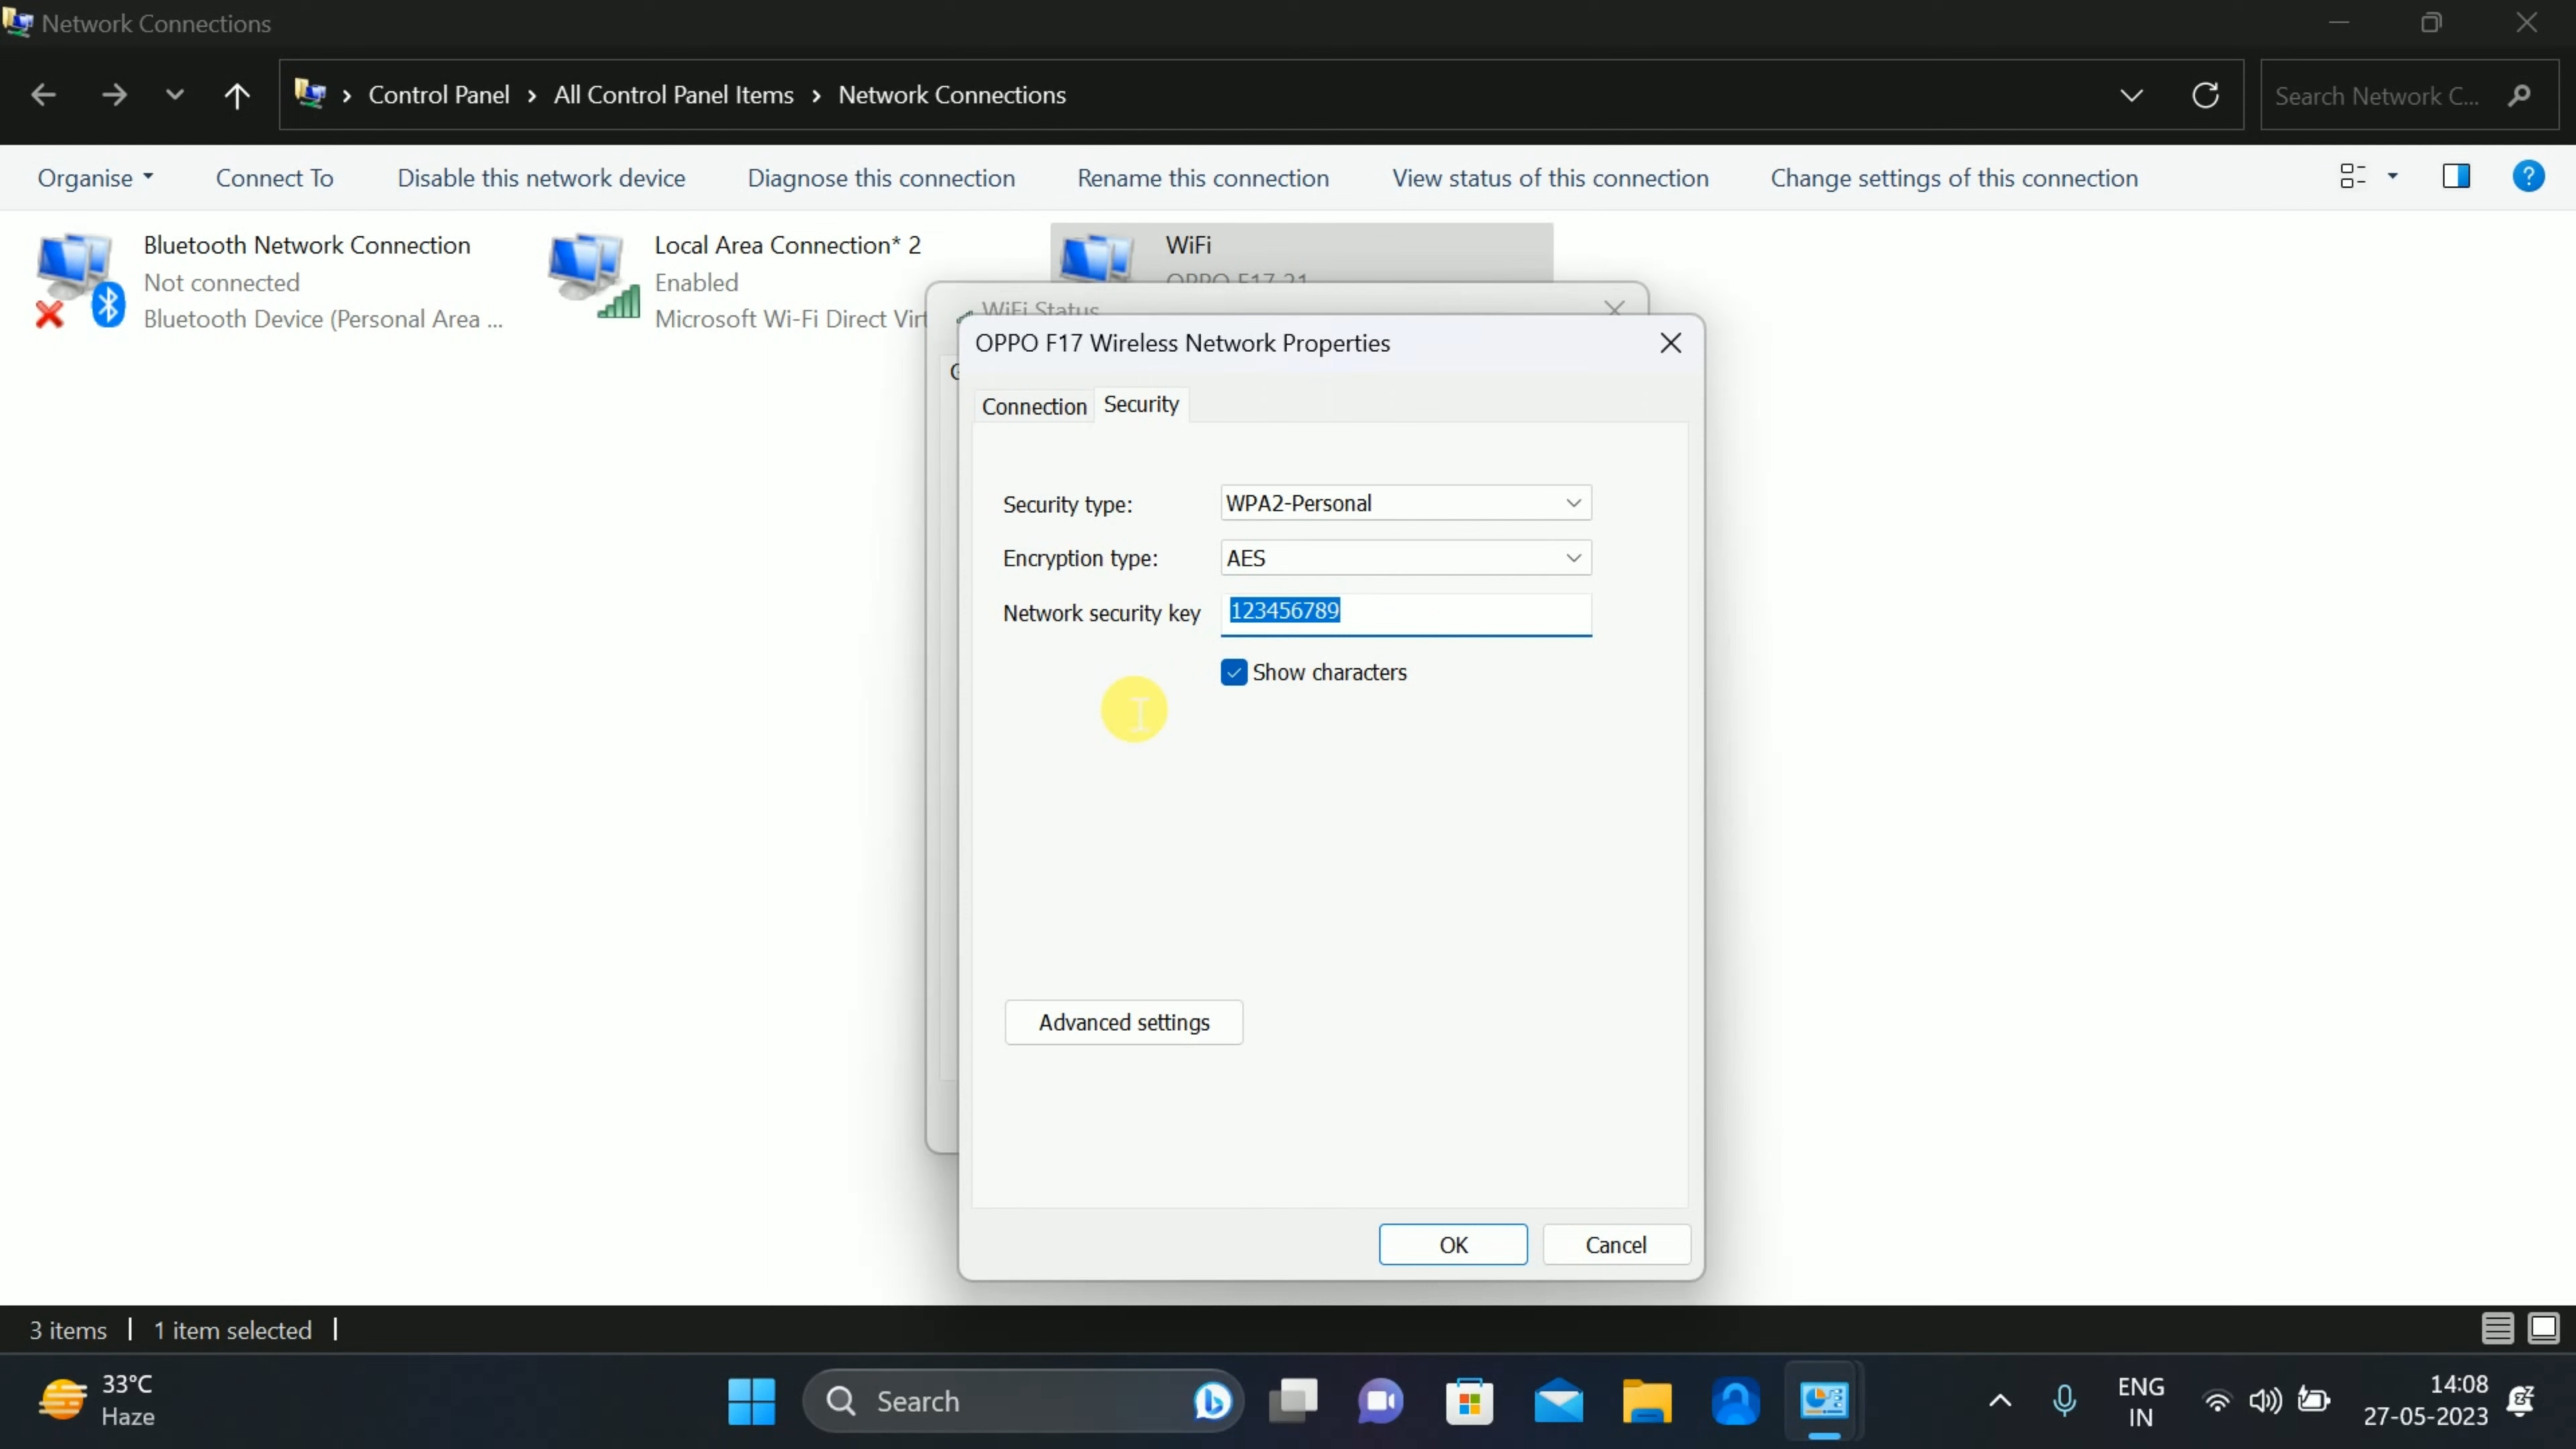 Network Connections
Control Panel > All Control Panel Items > Network Connections
Search Network C...
Organise Connect To Disable this network device Diagnose this connection Rename this connection View status of this connection Change settings of this connection
?
Bluetooth Network Connection
Not connected
Bluetooth Device (Personal Area ...
Local Area Connection* 2
Enabled
Microsoft Wi-Fi Direct Virt
WiFi
OPPO F17 21
WiFi Status
OPPO F17 Wireless Network Properties
Connection Security
Security type: WPA2-Personal
Encryption type: AES
Network security key 123456789
Show characters
Advanced settings
OK Cancel
3 items | 1 item selected |
33°C
Haze
Search
ENG
IN
14:08
27-05-2023